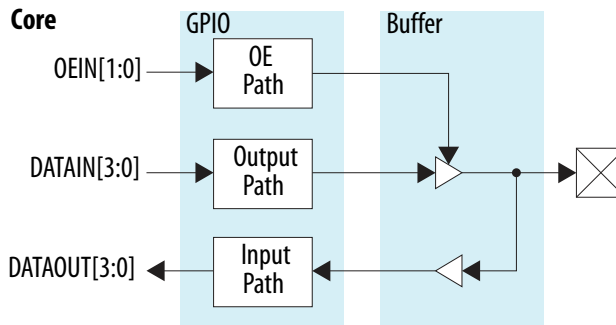 Core
GPIO
Buffer
OEIN[1:0]
OE
Path
DATAIN[3:0]
Output
Path
DATAOUT[3:0]
Input
Path